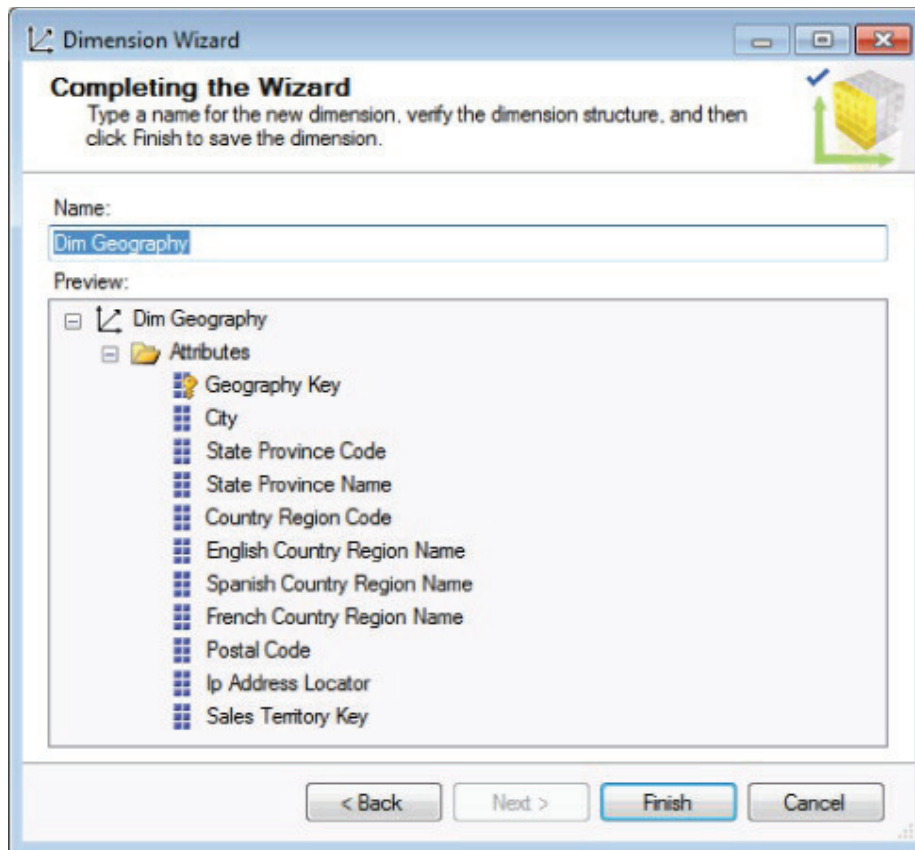 Dimension Wizard
Completing the Wizard
Type a name for the new dimension, verify the dimension structure, and then
click Finish to save the dimension.
Name:
Dim Geography
Preview:
Dim Geography
Attributes
Geography Key
City
State Province Code
State Province Name
Country Region Code
English Country Region Name
Spanish Country Region Name
French Country Region Name
Postal Code
Ip Address Locator
Sales Territory Key
< Back Next > Finish Cancel